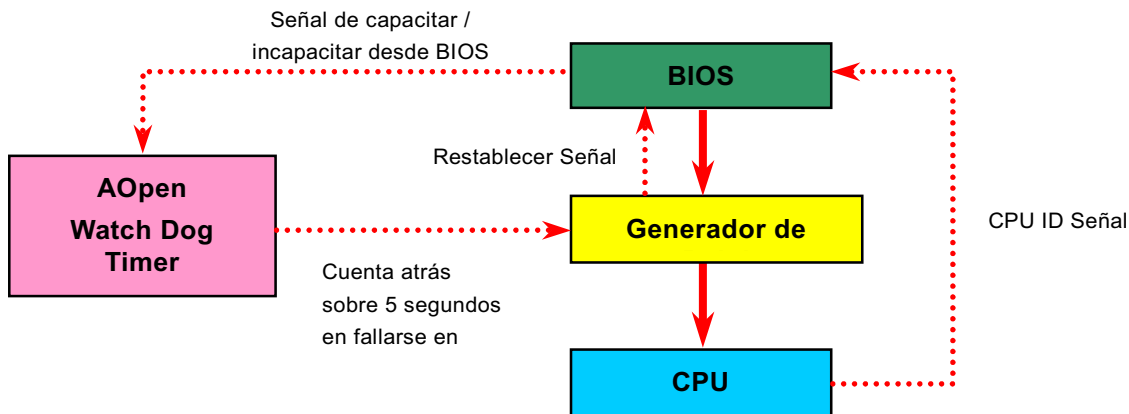 Señal de capacitar /
incapacitar desde BIOS
BIOS
Restablecer Señal
AOpen
Watch Dog
Timer
Generador de
CPU ID Señal
Cuenta atrás
sobre 5 segundos
en fallarse en
CPU